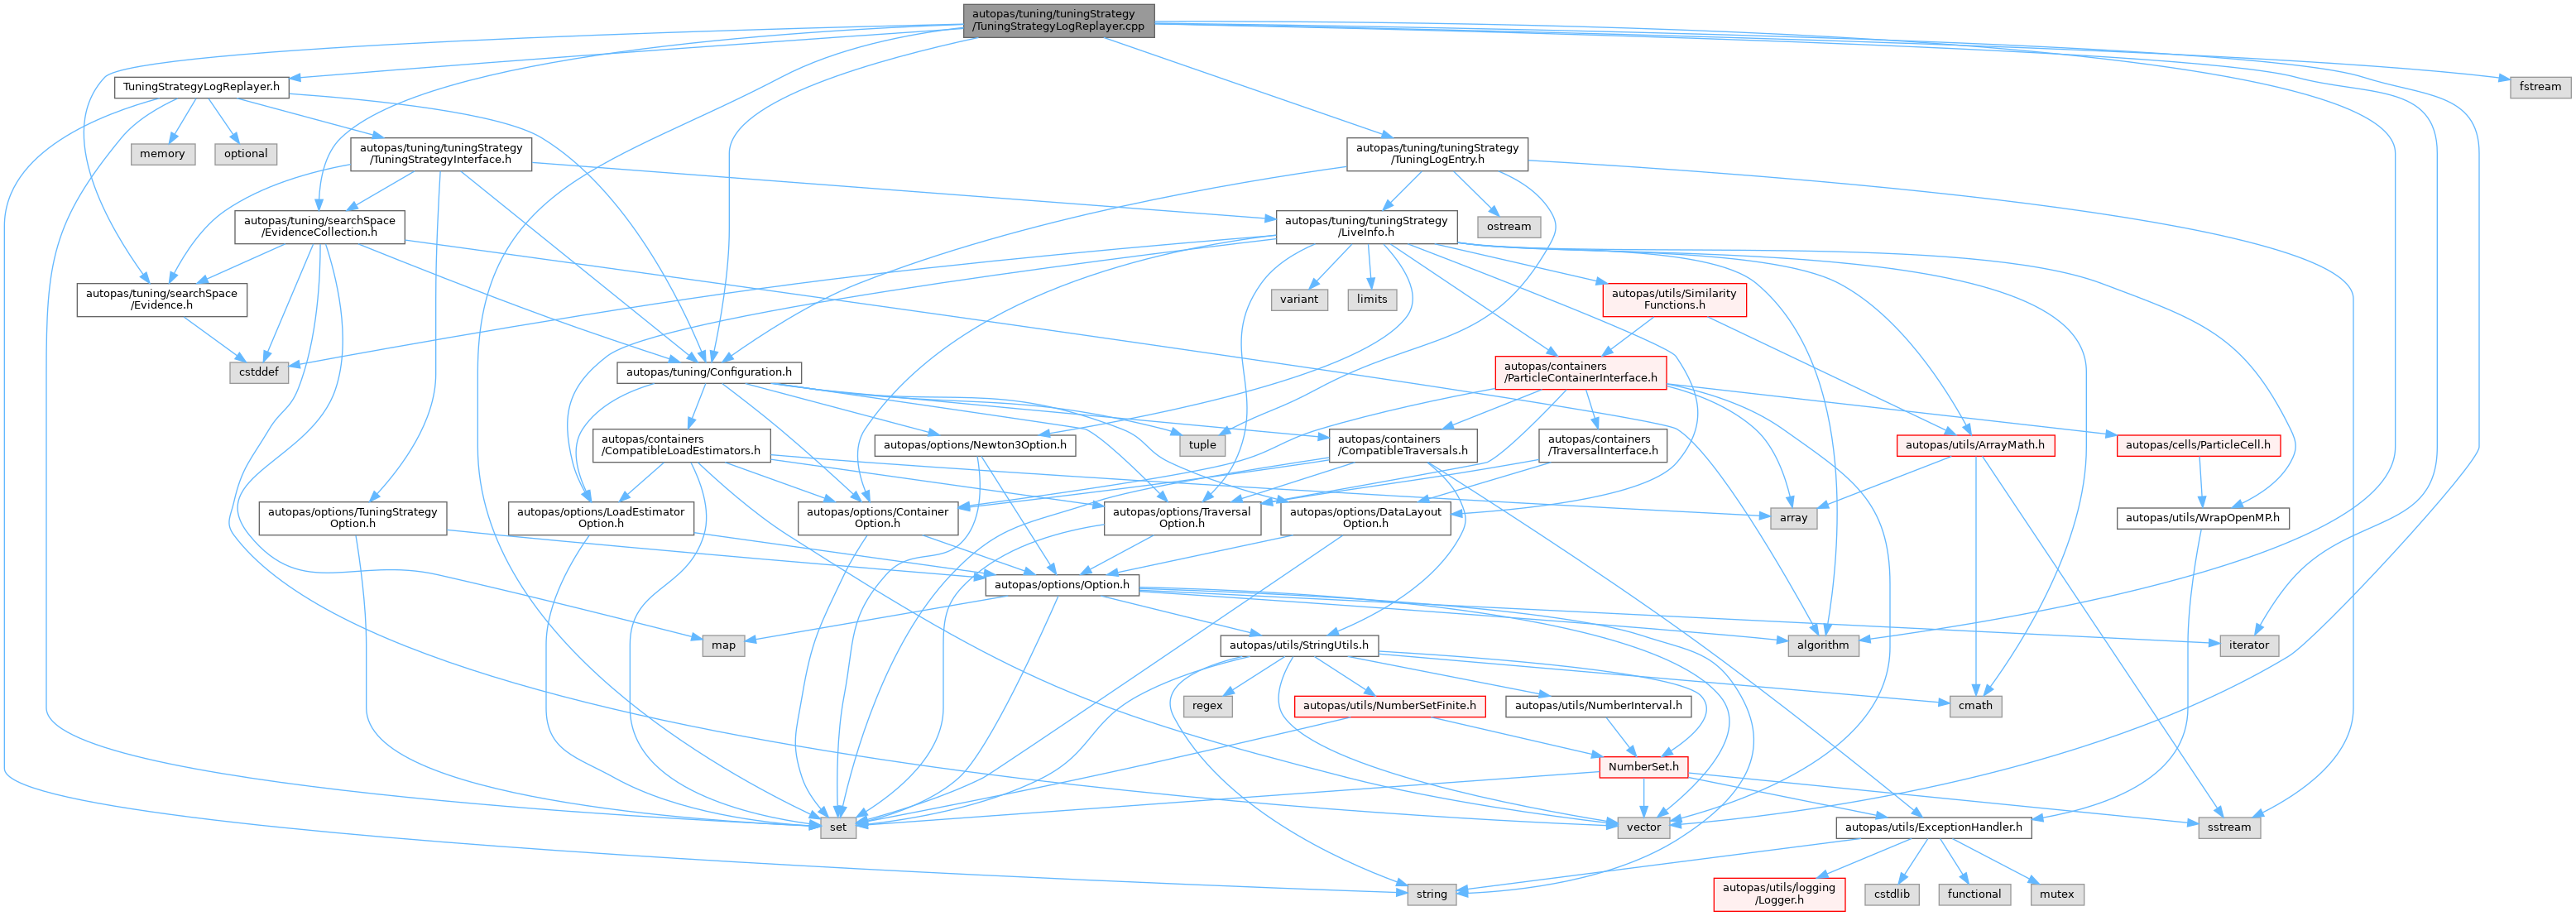 autopas/tuning/tuningStrategy
/TuningStrategyLogReplayer.cpp
TuningStrategyLogReplayer.h
fstream
memory
optional
autopas/tuning/tuningStrategy
/TuningStrategyInterface.h
autopas/tuning/tuningStrategy
/TuningLogEntry.h
autopas/tuning/searchSpace
/EvidenceCollection.h
autopas/tuning/tuningStrategy
/LiveInfo.h
ostream
autopas/tuning/searchSpace
/Evidence.h
variant
limits
autopas/utils/Similarity
Functions.h
cstddef
autopas/tuning/Configuration.h
autopas/containers
/ParticleContainerInterface.h
autopas/containers
/CompatibleLoadEstimators.h
autopas/options/Newton3Option.h
tuple
autopas/containers
/CompatibleTraversals.h
autopas/containers
/TraversalInterface.h
autopas/utils/ArrayMath.h
autopas/cells/ParticleCell.h
autopas/options/TuningStrategy
Option.h
autopas/options/LoadEstimator
Option.h
autopas/options/Container
Option.h
autopas/options/Traversal
Option.h
autopas/options/DataLayout
Option.h
array
autopas/utils/WrapOpenMP.h
autopas/options/Option.h
map
autopas/utils/StringUtils.h
algorithm
iterator
regex
autopas/utils/NumberSetFinite.h
autopas/utils/NumberInterval.h
cmath
NumberSet.h
set
vector
autopas/utils/ExceptionHandler.h
sstream
string
autopas/utils/logging
/Logger.h
cstdlib
functional
mutex